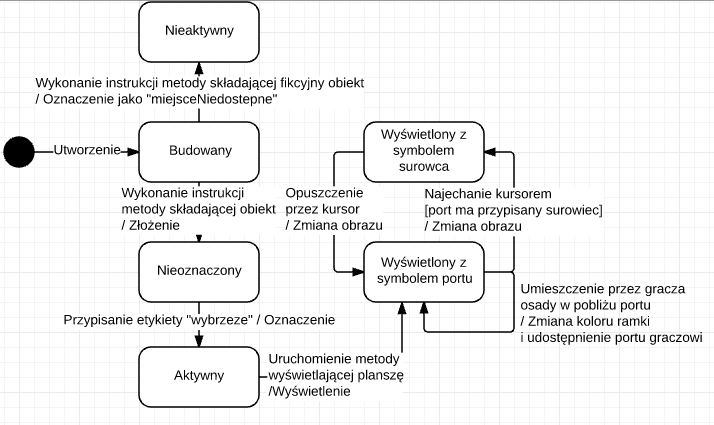 Nieaktywny
Wykonanie instrukcji metody składającej fikcyjny obiekt
/ Oznaczenie jako "miejsceNiedostepne"
Utworzenie
Budowany
Wykonanie instrukcji
metody składającej obiekt
/ Złożenie
Nieoznaczony
Przypisanie etykiety "wybrzeze" / Oznaczenie
Aktywny
Uruchomienie metody
wyświetlającej planszę
/Wyświetlenie
Wyświetlony z
symbolem
surowca
Opuszczenie
przez kursor
/ Zmiana obrazu
Najechanie kursorem
[port ma przypisany surowiec]
/ Zmiana obrazu
Wyświetlony z
symbolem portu
Umieszczenie przez gracza
osady w pobliżu portu
/ Zmiana koloru ramki
i udostępnienie portu graczowi